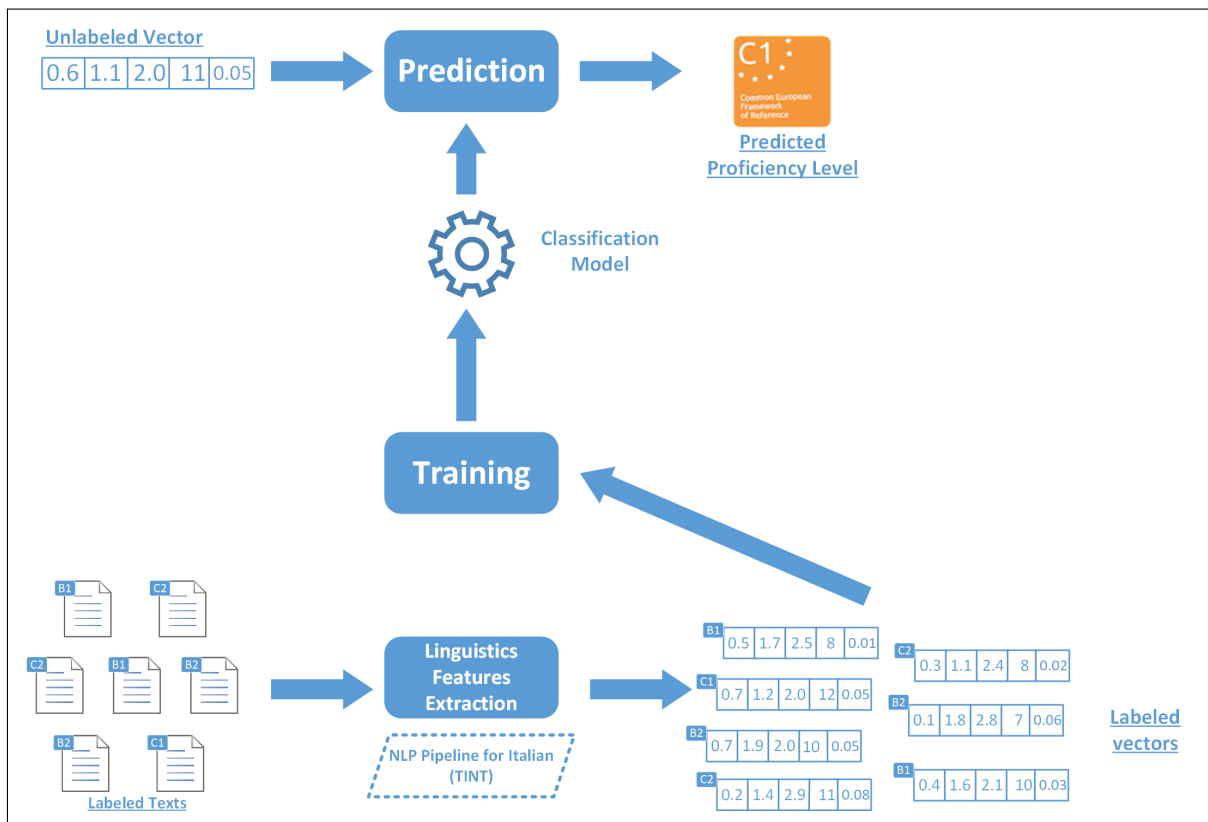 Unlabeled Vector
0.6 1.1 2.0 11 0.05
Prediction
C1
Common European
Framework
of Reference
Predicted
Proficiency Level
Classification
Model
Training
B1
C2
C2
B1
B2
B2
C1
Labeled Texts
Linguistics
Features
Extraction
NLP Pipeline for Italian
(TINT)
B1
0.5 1.7 2.5 8 0.01
C2
0.3 1.1 2.4 8 0.02
C1
0.7 1.2 2.0 12 0.05
B2
0.1 1.8 2.8 7 0.06
B2
0.7 1.9 2.0 10 0.05
B1
0.4 1.6 2.1 10 0.03
C2
0.2 1.4 2.9 11 0.08
Labeled
vectors